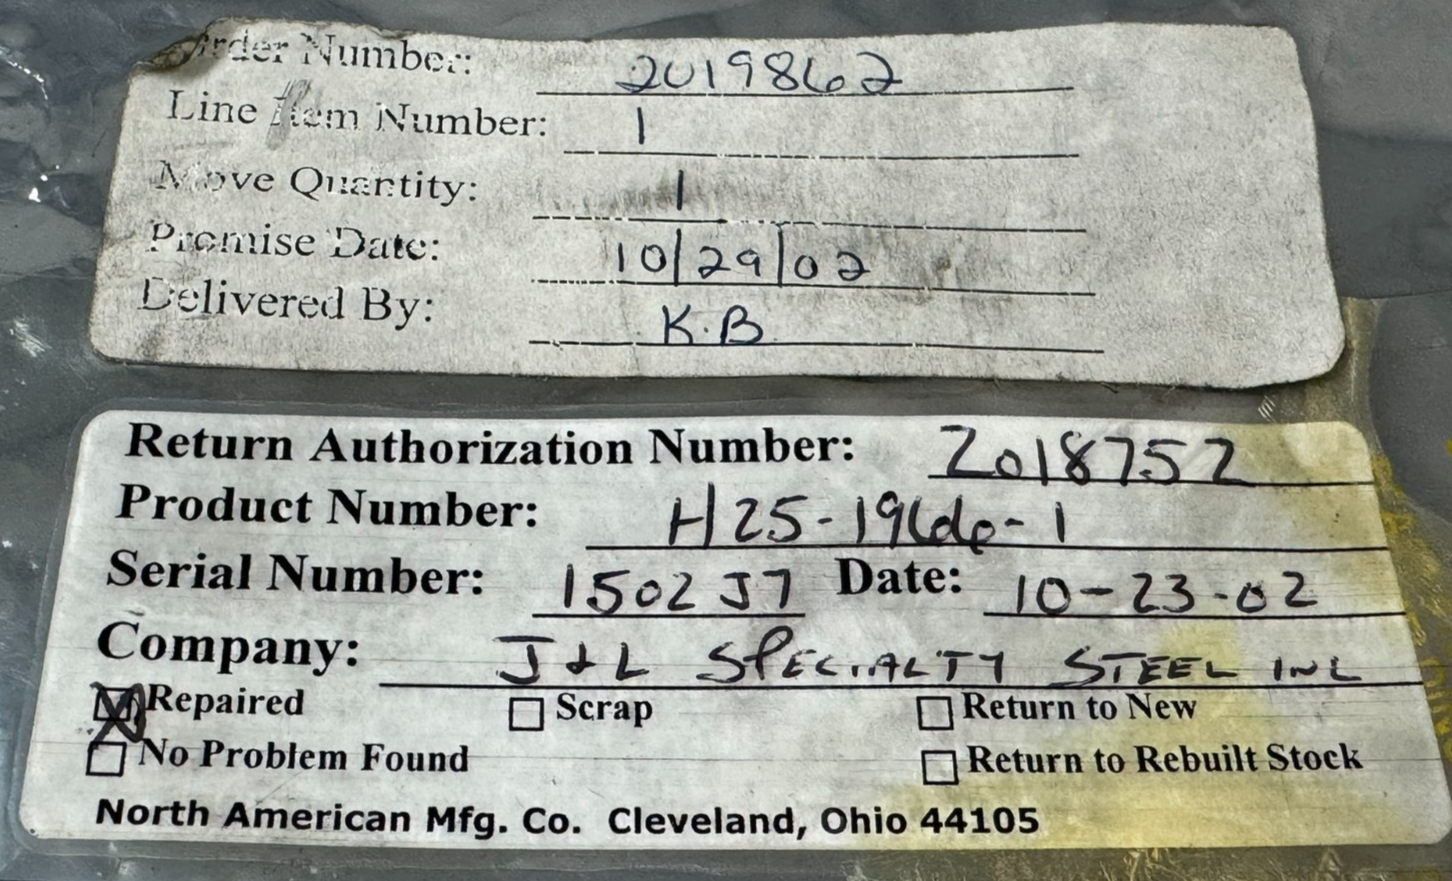 Order Number: 2019862
Line Item Number: 1
Move Quantity: 1
Promise Date: 10/29/02
Delivered By: K.B.
Return Authorization Number: 2018752
Product Number: H25-1966-1
Serial Number: 1502J7 Date: 10-23-02
Company: J & L SPECIALTY STEEL INC
Repaired Scrap Return to New
No Problem Found Return to Rebuilt Stock
North American Mfg. Co. Cleveland, Ohio 44105